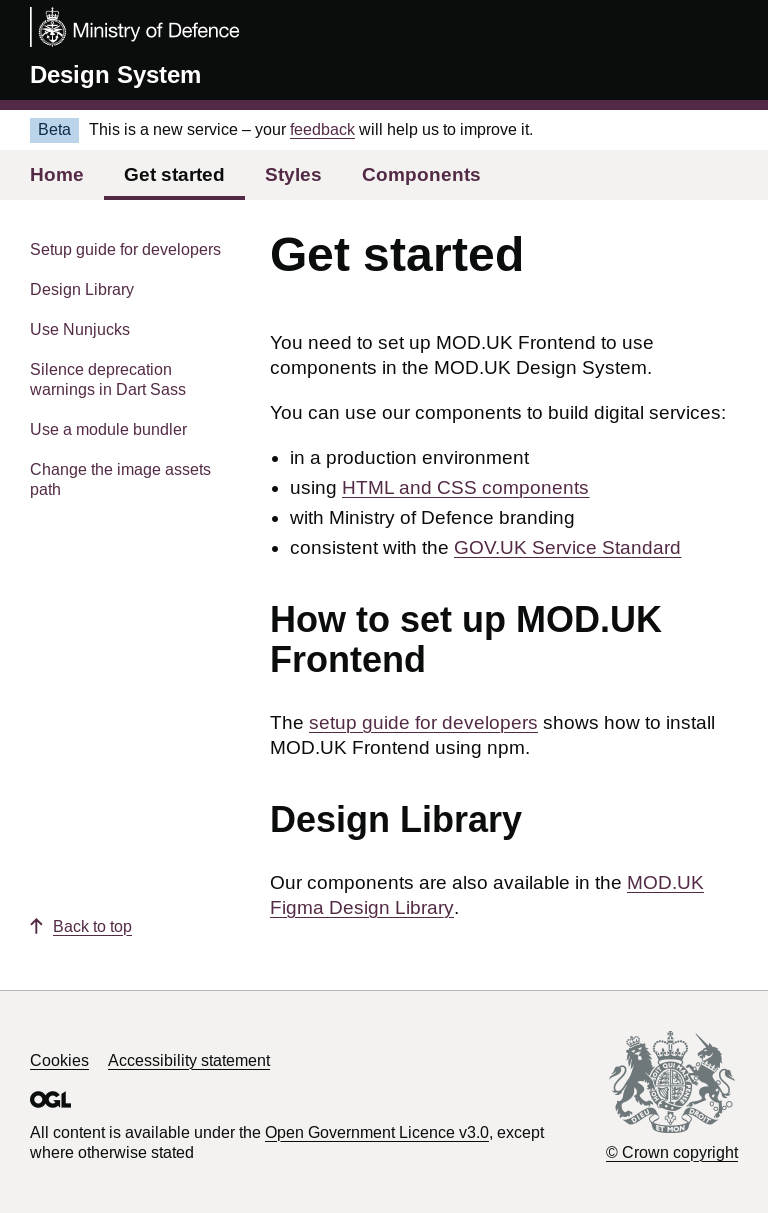 Ministry of Defence
Design System
Beta This is a new service – your feedback will help us to improve it.
Home Get started Styles Components
Setup guide for developers
Design Library
Use Nunjucks
Silence deprecation
warnings in Dart Sass
Use a module bundler
Change the image assets
path
Get started
You need to set up MOD.UK Frontend to use
components in the MOD.UK Design System.
You can use our components to build digital services:
• in a production environment
• using HTML and CSS components
• with Ministry of Defence branding
• consistent with the GOV.UK Service Standard
How to set up MOD.UK
Frontend
The setup guide for developers shows how to install
MOD.UK Frontend using npm.
Design Library
Our components are also available in the MOD.UK
Figma Design Library.
Back to top
Cookies Accessibility statement
OGL
All content is available under the Open Government Licence v3.0, except
where otherwise stated
DIEU ET MON DROIT
© Crown copyright